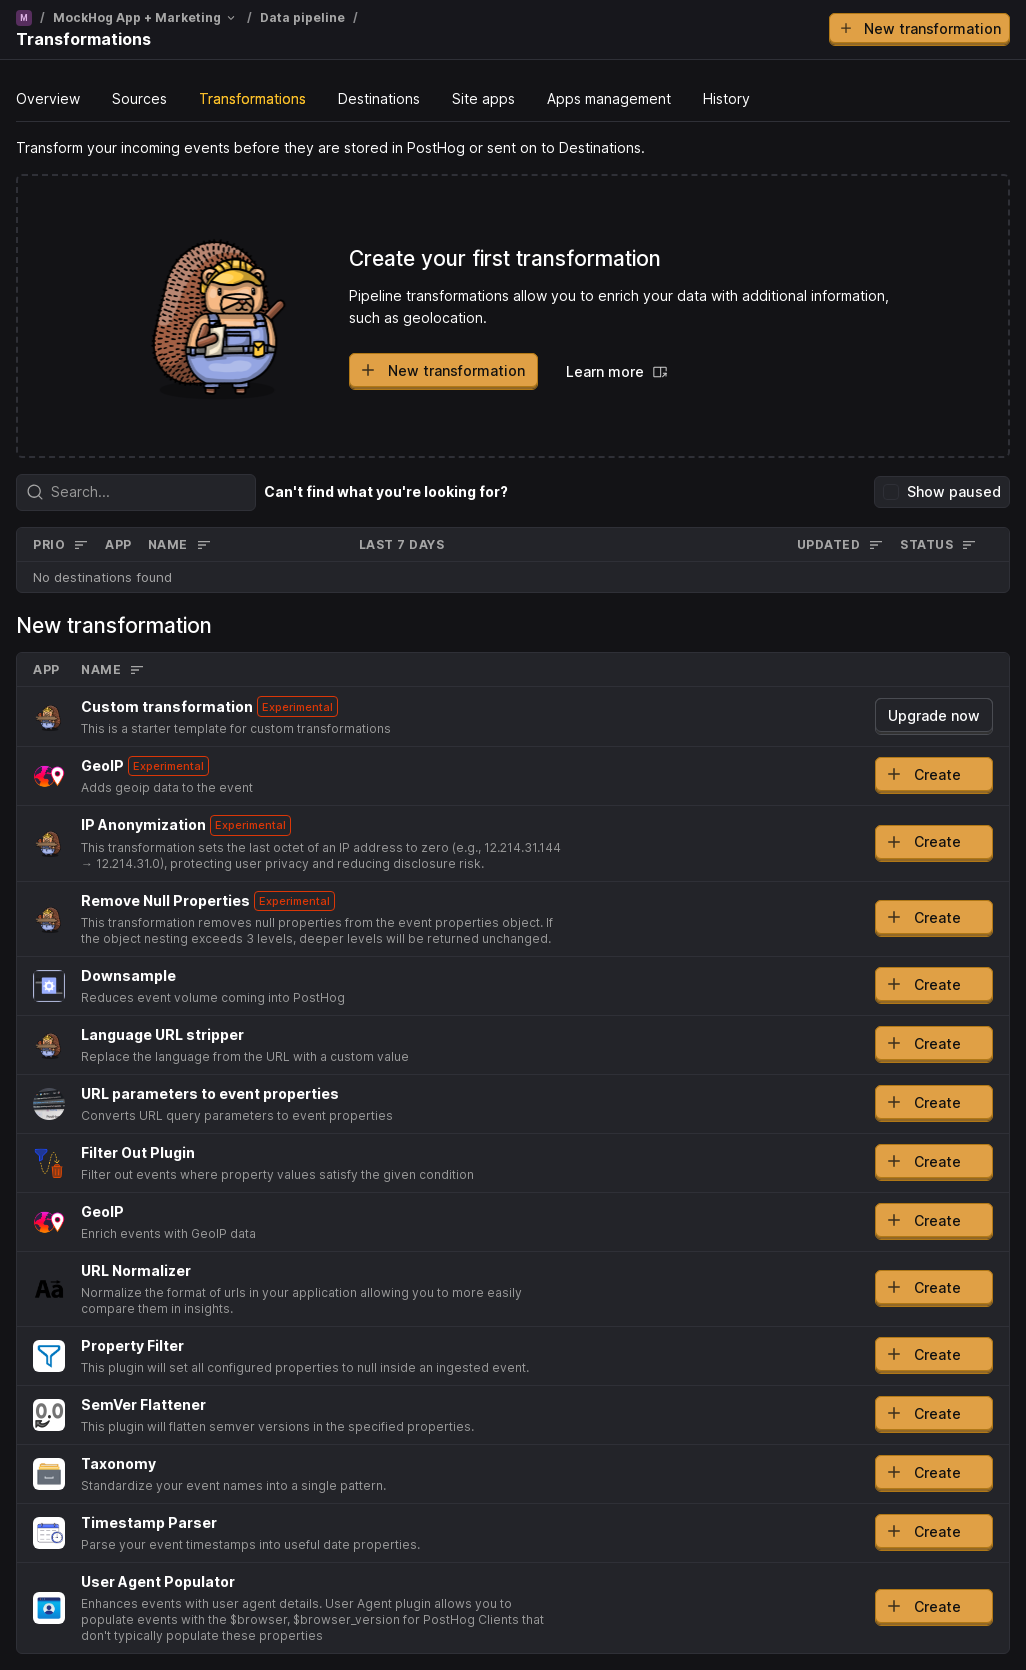 M / MockHog App + Marketing / Data pipeline /
Transformations
New transformation
Overview Sources Transformations Destinations Site apps Apps management History
Transform your incoming events before they are stored in PostHog or sent on to Destinations.
Create your first transformation
Pipeline transformations allow you to enrich your data with additional information,
such as geolocation.
New transformation Learn more
Search... Can't find what you're looking for? Show paused
PRIO APP NAME LAST 7 DAYS UPDATED STATUS
No destinations found
New transformation
APP NAME
Custom transformation Experimental
This is a starter template for custom transformations
Upgrade now
GeoIP Experimental
Adds geoip data to the event
Create
IP Anonymization Experimental
This transformation sets the last octet of an IP address to zero (e.g., 12.214.31.144
→ 12.214.31.0), protecting user privacy and reducing disclosure risk.
Create
Remove Null Properties Experimental
This transformation removes null properties from the event properties object. If
the object nesting exceeds 3 levels, deeper levels will be returned unchanged.
Create
Downsample
Reduces event volume coming into PostHog
Create
Language URL stripper
Replace the language from the URL with a custom value
Create
URL parameters to event properties
Converts URL query parameters to event properties
Create
Filter Out Plugin
Filter out events where property values satisfy the given condition
Create
GeoIP
Enrich events with GeoIP data
Create
Aā
URL Normalizer
Normalize the format of urls in your application allowing you to more easily
compare them in insights.
Create
Property Filter
This plugin will set all configured properties to null inside an ingested event.
Create
0.0
SemVer Flattener
This plugin will flatten semver versions in the specified properties.
Create
Taxonomy
Standardize your event names into a single pattern.
Create
Timestamp Parser
Parse your event timestamps into useful date properties.
Create
User Agent Populator
Enhances events with user agent details. User Agent plugin allows you to
populate events with the $browser, $browser_version for PostHog Clients that
don't typically populate these properties
Create